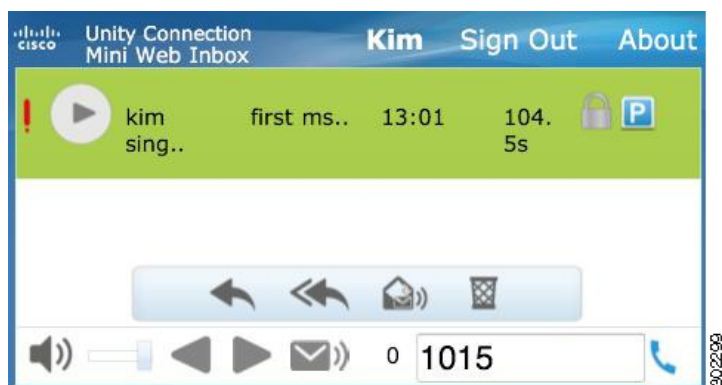 cisco
Unity Connection
Mini Web Inbox
Kim
Sign Out
About
! kim first ms.. 13:01 104. P
sing.. 5s
0 1015
302299